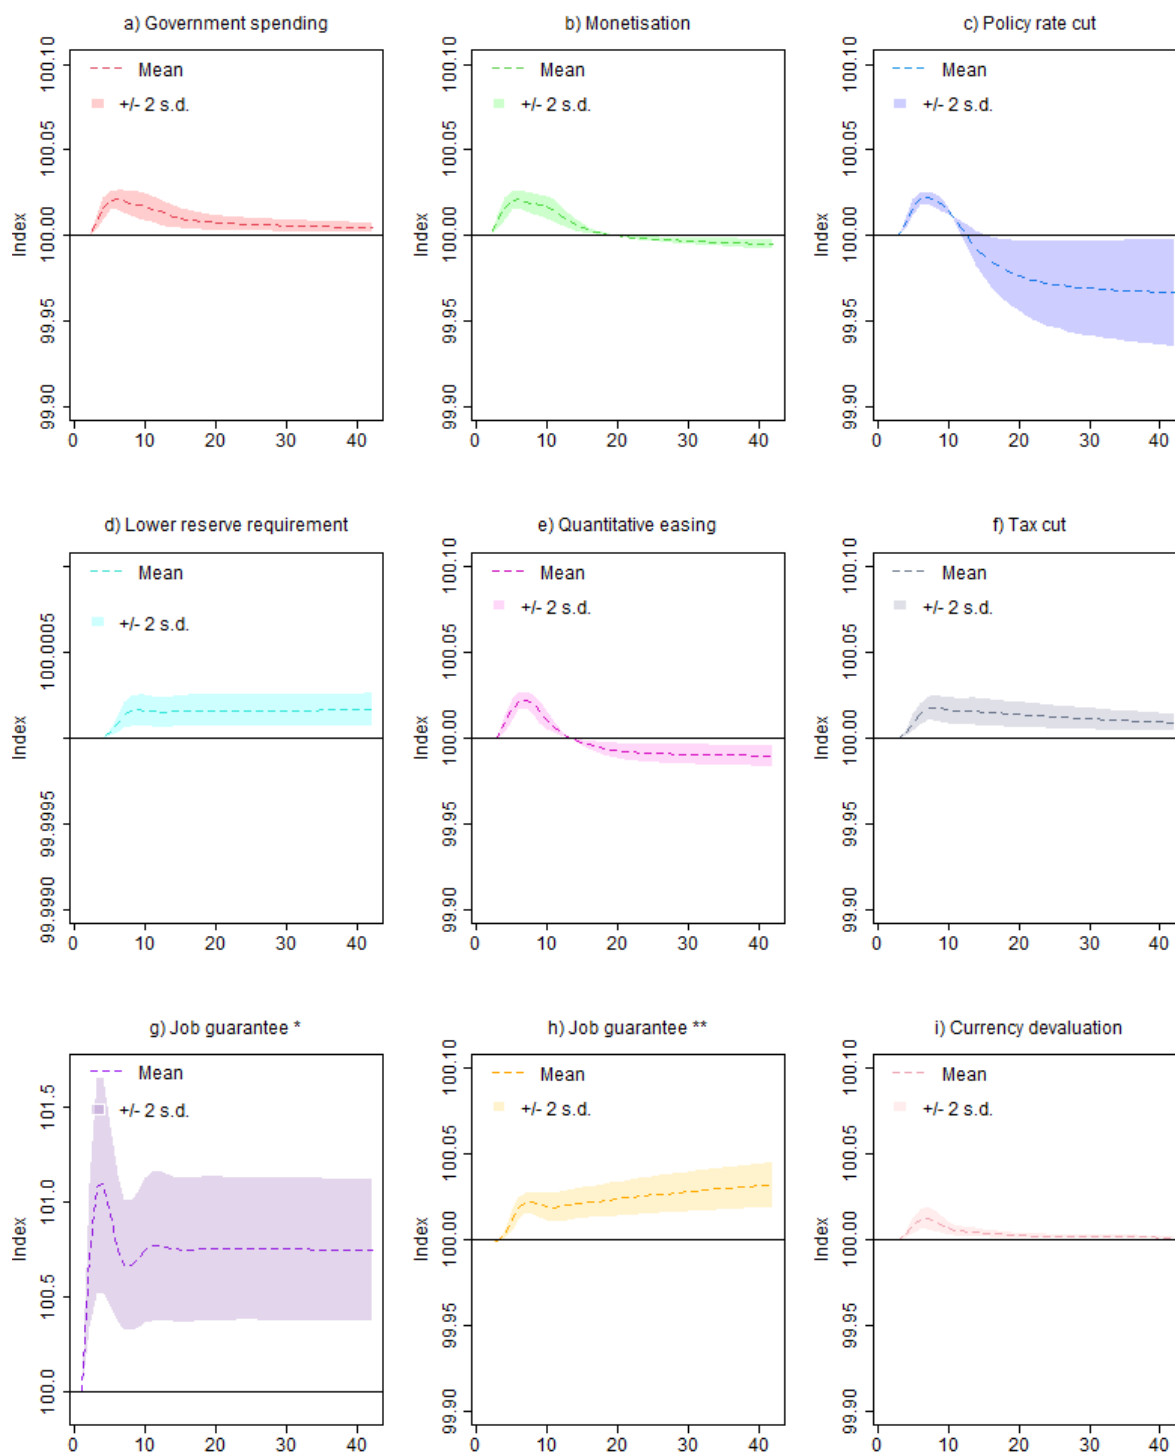 a) Government spending
Mean
+/- 2 s.d.
Index
100.10
100.05
100.00
99.95
99.90
0 10 20 30 40
b) Monetisation
Mean
+/- 2 s.d.
Index
100.10
100.05
100.00
99.95
99.90
0 10 20 30 40
c) Policy rate cut
Mean
+/- 2 s.d.
Index
100.10
100.05
100.00
99.95
99.90
0 10 20 30 40
d) Lower reserve requirement
Mean
+/- 2 s.d.
Index
100.0005
99.9995
99.9990
0 10 20 30 40
e) Quantitative easing
Mean
+/- 2 s.d.
Index
100.10
100.05
100.00
99.95
99.90
0 10 20 30 40
f) Tax cut
Mean
+/- 2 s.d.
Index
100.10
100.05
100.00
99.95
99.90
0 10 20 30 40
g) Job guarantee *
Mean
+/- 2 s.d.
Index
101.5
101.0
100.5
100.0
0 10 20 30 40
h) Job guarantee **
Mean
+/- 2 s.d.
Index
100.10
100.05
100.00
99.95
99.90
0 10 20 30 40
i) Currency devaluation
Mean
+/- 2 s.d.
Index
100.10
100.05
100.00
99.95
99.90
0 10 20 30 40